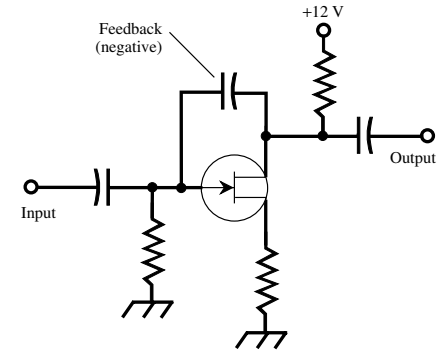 +12 V
Feedback
(negative)
Output
Input